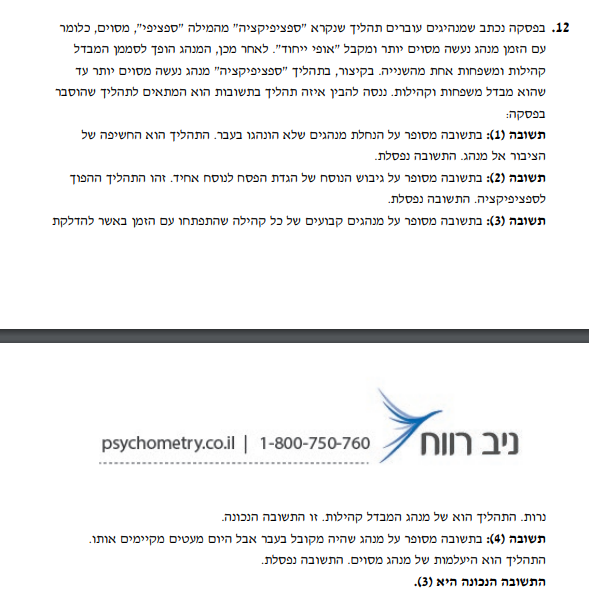 12. בפסקה נכתב שמנהיגים עוברים תהליך שנקרא "ספציפיקציה" מהמילה "ספציפי", מסוים, כלומר
עם הזמן מנהג נעשה מסוים יותר ומקבל "אופי ייחוד". לאחר מכן, המנהג הופך לסממן המבדל
קהילות ומשפחות אחת מהשנייה. בקיצור, בתהליך "ספציפיקציה" מנהג נעשה מסוים יותר עד
שהוא מבדל משפחות וקהילות. ננסה להבין איזה תהליך בתשובות הוא המתאים לתהליך שהוסבר
בפסקה:
תשובה (1): בתשובה מסופר על הנחלת מנהגים שלא הונהגו בעבר. התהליך הוא החשיפה של
הציבור אל מנהג. התשובה נפסלת.
תשובה (2): בתשובה מסופר על גיבוש הנוסח של הגדת הפסח לנוסח אחיד. זהו התהליך ההפוך
לספציפיקציה. התשובה נפסלת.
תשובה (3): בתשובה מסופר על מנהגים קבועים של כל קהילה שהתפתחו עם הזמן באשר להדלקת
ניב רווח
psychometry.co.il | 1-800-750-760
נרות. התהליך הוא של מנהג המבדל קהילות. זו התשובה הנכונה.
תשובה (4): בתשובה מסופר על מנהג שהיה מקובל בעבר אבל היום מעטים מקיימים אותו.
התהליך הוא היעלמות של מנהג מסוים. התשובה נפסלת.
התשובה הנכונה היא (3).